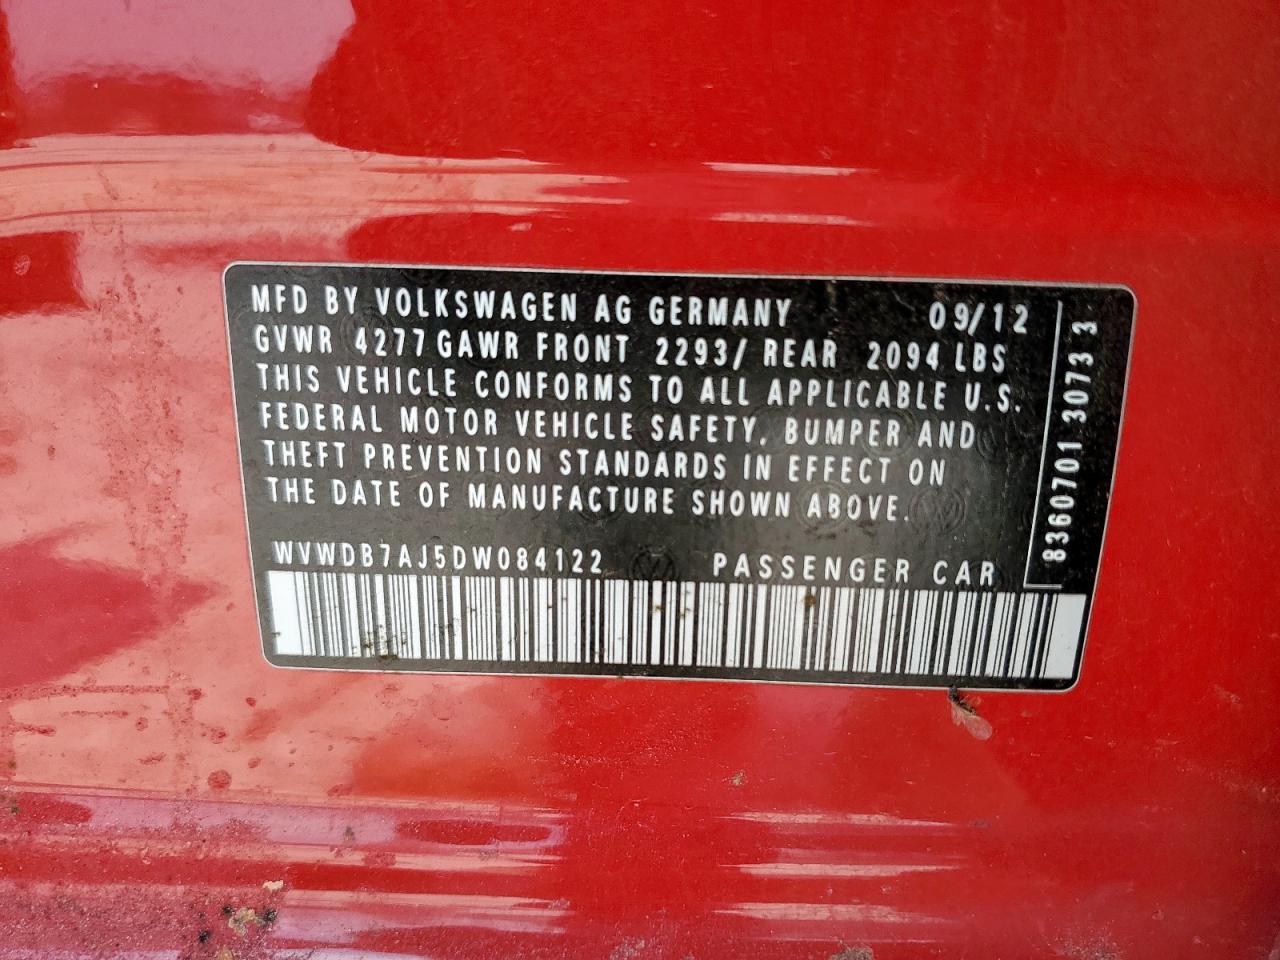 MFD BY VOLKSWAGEN AG GERMANY 09/12
GVWR 4277 GAWR FRONT 2293/ REAR 2094 LBS
THIS VEHICLE CONFORMS TO ALL APPLICABLE U.S.
FEDERAL MOTOR VEHICLE SAFETY, BUMPER AND
THEFT PREVENTION STANDARDS IN EFFECT ON
THE DATE OF MANUFACTURE SHOWN ABOVE.
WVWDB7AJ5DW084122 PASSENGER CAR
8360701 3073 3